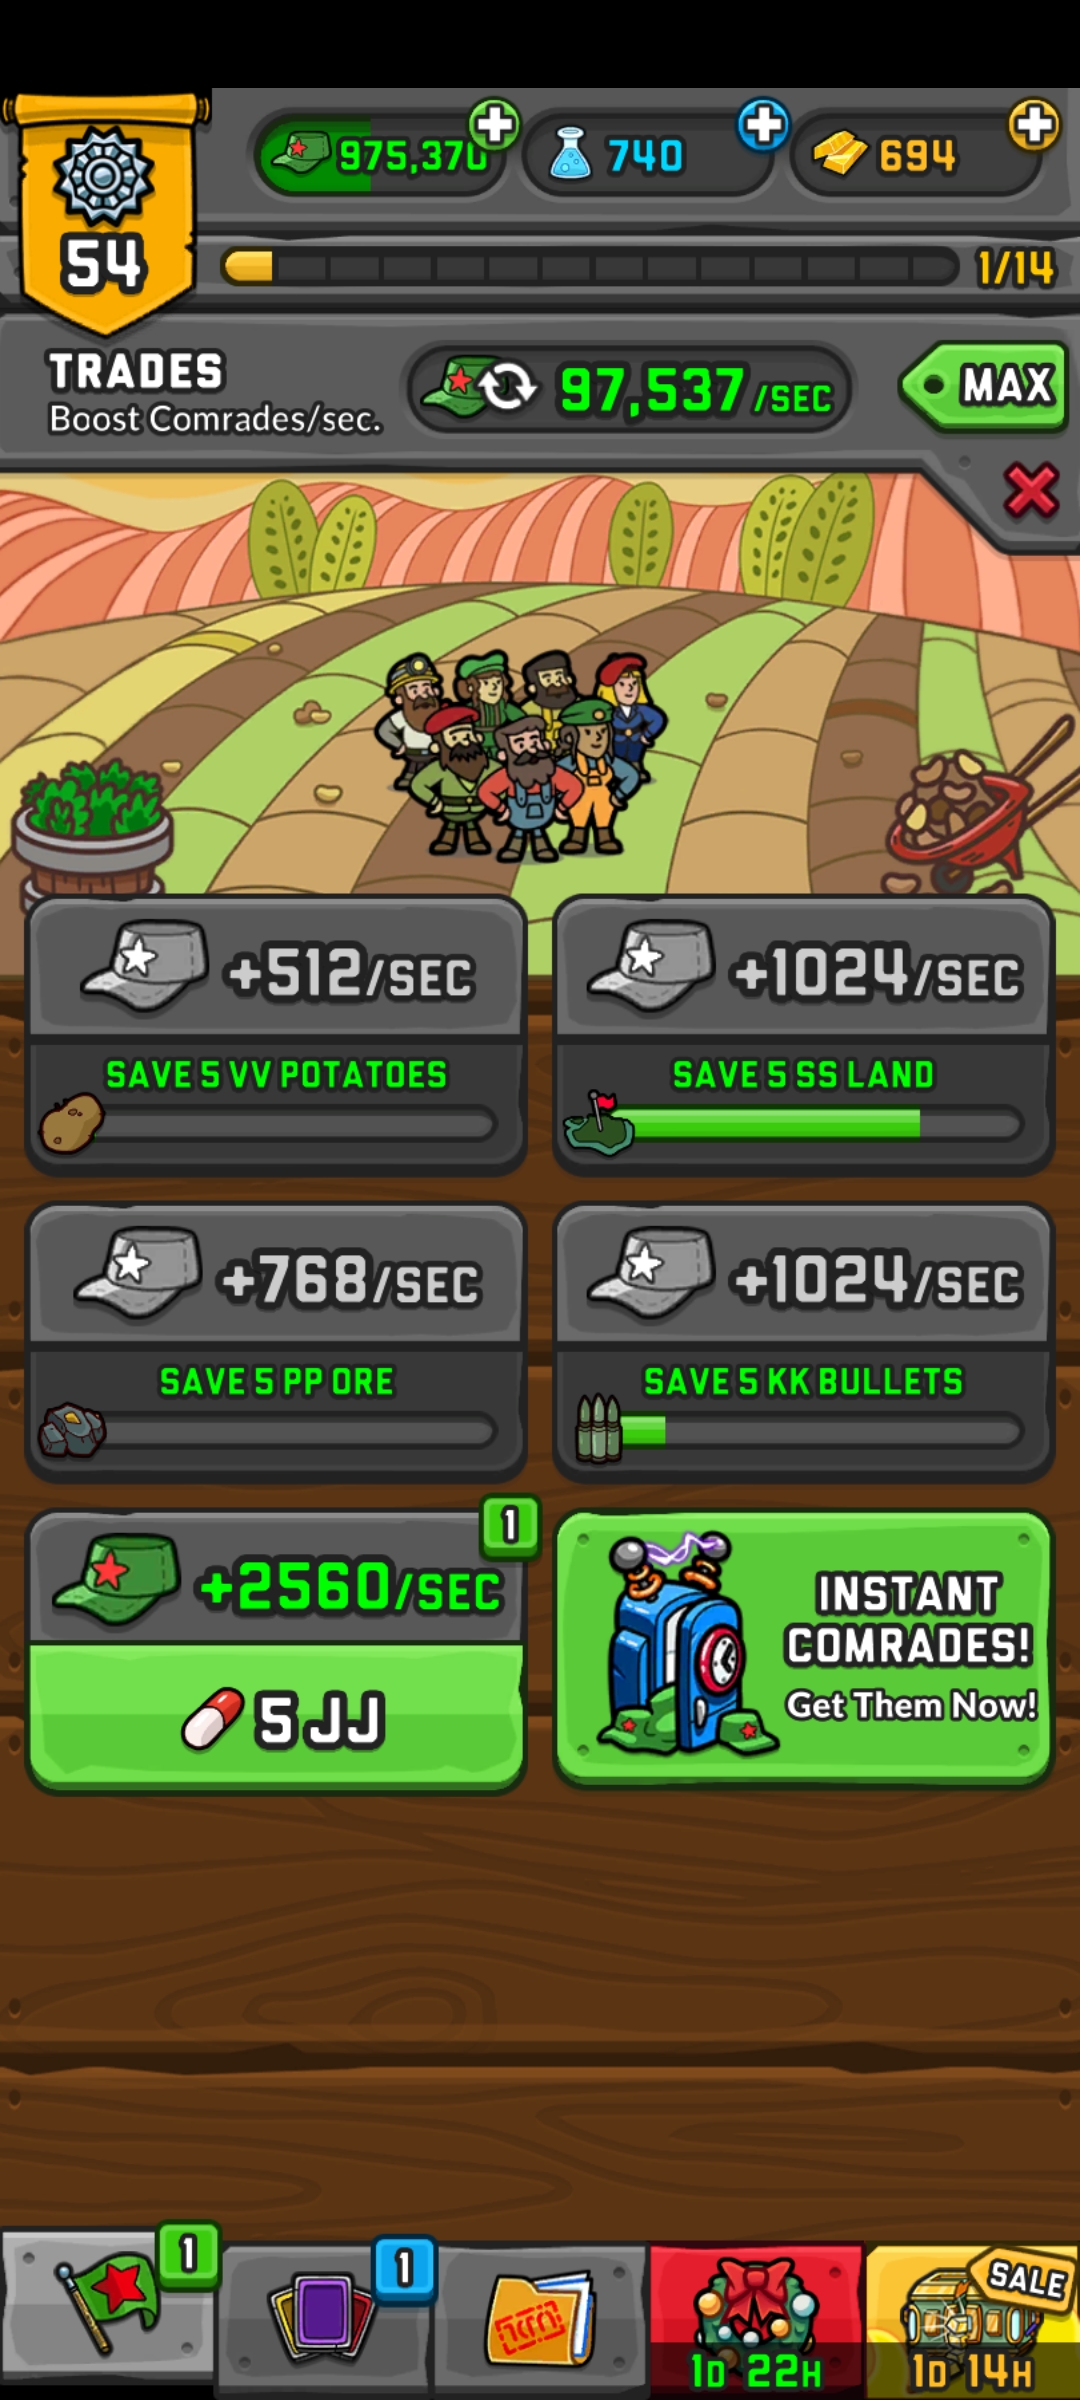 975,370
740
694
54
1/14
TRADES
Boost Comrades/sec.
97,537/SEC
MAX
+512/SEC
SAVE 5 VV POTATOES
+1024/SEC
SAVE 5 SS LAND
+768/SEC
SAVE 5 PP ORE
+1024/SEC
SAVE 5 KK BULLETS
1
+2560/SEC
5 JJ
INSTANT
COMRADES!
Get Them Now!
1
1
SALE
1D 22H
1D 14H